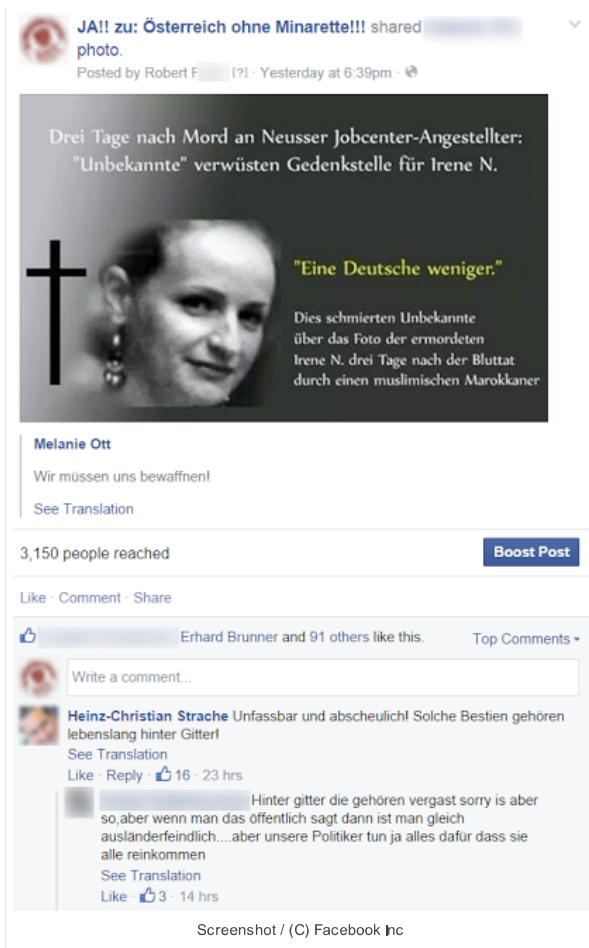 JA!! zu: Österreich ohne Minarette!!! shared
photo.
Posted by Robert F [?] · Yesterday at 6:39pm ·
Drei Tage nach Mord an Neusser Jobcenter-Angestellter:
"Unbekannte" verwüsten Gedenkstelle für Irene N.
"Eine Deutsche weniger."
Dies schmierten Unbekannte
über das Foto der ermordeten
Irene N. drei Tage nach der Bluttat
durch einen muslimischen Marokkaner
Melanie Ott
Wir müssen uns bewaffnen!
See Translation
3,150 people reached
Boost Post
Like · Comment · Share
Erhard Brunner and 91 others like this.
Top Comments
Write a comment...
Heinz-Christian Strache Unfassbar und abscheulich! Solche Bestien gehören
lebenslang hinter Gitter!
See Translation
Like · Reply · 16 · 23 hrs
Hinter gitter die gehören vergast sorry is aber
so,aber wenn man das öffentlich sagt dann ist man gleich
ausländerfeindlich....aber unsere Politiker tun ja alles dafür dass sie
alle reinkommen
See Translation
Like · 3 · 14 hrs
Screenshot / (C) Facebook Inc